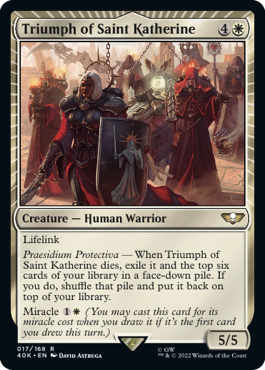 Triumph of Saint Katherine 4
Creature — Human Warrior
Lifelink
Praesidium Protectiva — When Triumph of
Saint Katherine dies, exile it and the top six
cards of your library in a face-down pile. If
you do, shuffle that pile and put it back on
top of your library.
Miracle 1 (You may cast this card for its
miracle cost when you draw it if it's the first
card you drew this turn.)
5/5
017/168 R
40K • EN DAVID ASTRUGA
© GW
™ & © 2022 Wizards of the Coast